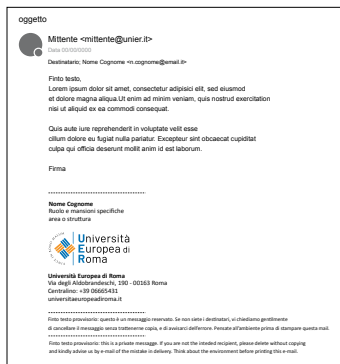 oggetto
Mittente <mittente@unier.it>
Data 00/00/0000
Destinatario; Nome Cognome <n.cognome@email.it>
Finto testo,
Lorem ipsum dolor sit amet, consectetur adipisici elit, sed eiusmod
et dolore magna aliqua.Ut enim ad minim veniam, quis nostrud exercitation
nisi ut aliquid ex ea commodi consequat.
Quis aute iure reprehenderit in voluptate velit esse
cillum dolore eu fugiat nulla pariatur. Excepteur sint obcaecat cupiditat
culpa qui officia deserunt mollit anim id est laborum.
Firma
Nome Cognome
Ruolo e mansioni specifiche
area o struttura
Università
Europea di
Roma
Università Europea di Roma
Via degli Aldobrandeschi, 190 - 00163 Roma
Centralino: +39 06665431
universitaeuropeadiroma.it
Finto testo provvisorio: questo è un messaggio reservato. Se non siete i destinatari, vi chiediamo gentilmente
di cancellare il messaggio senza trattenerne copia, e di avvisarci dell'errore. Pensate all'ambiente prima di stampare questa mail.
Finto testo provvisorio: this is a private message. If you are not the inteded recipient, please delete without copying
and kindly advise us by e-mail of the mistake in delivery. Think about the environment before printing this e-mail.